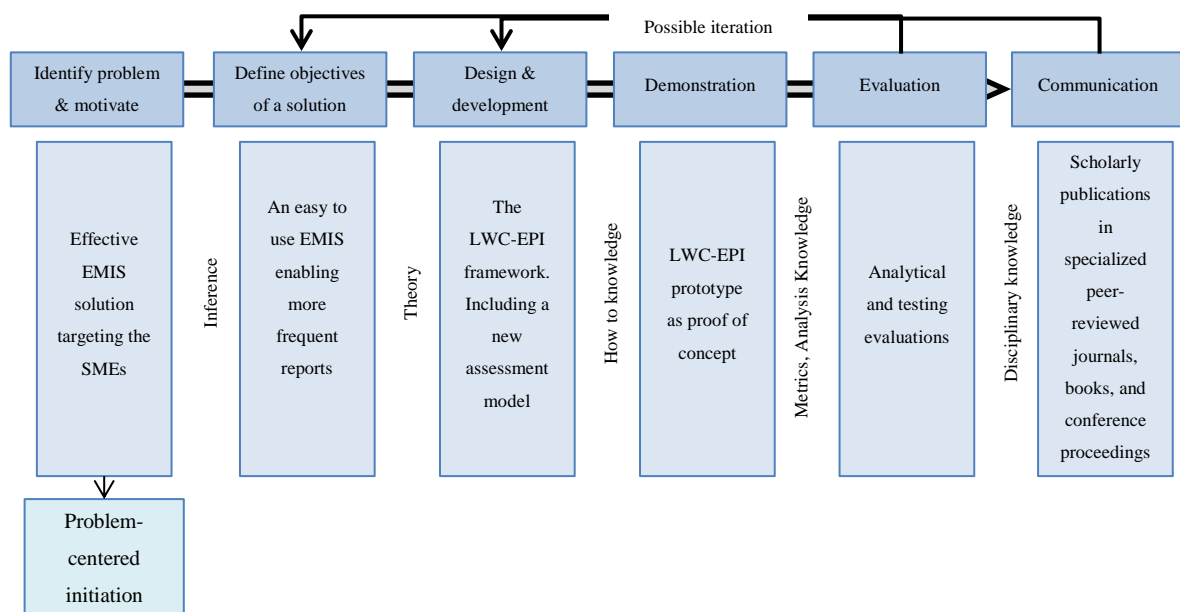 Possible iteration
Identify problem
& motivate
Define objectives
of a solution
Design &
development
Demonstration
Evaluation
Communication
Effective
EMIS
solution
targeting the
SMEs
Inference
An easy to
use EMIS
enabling
more
frequent
reports
Theory
The
LWC-EPI
framework.
Including a
new
assessment
model
How to knowledge
LWC-EPI
prototype
as proof of
concept
Metrics, Analysis Knowledge
Analytical
and testing
evaluations
Disciplinary knowledge
Scholarly
publications
in
specialized
peer-
reviewed
journals,
books, and
conference
proceedings
Problem-
centered
initiation